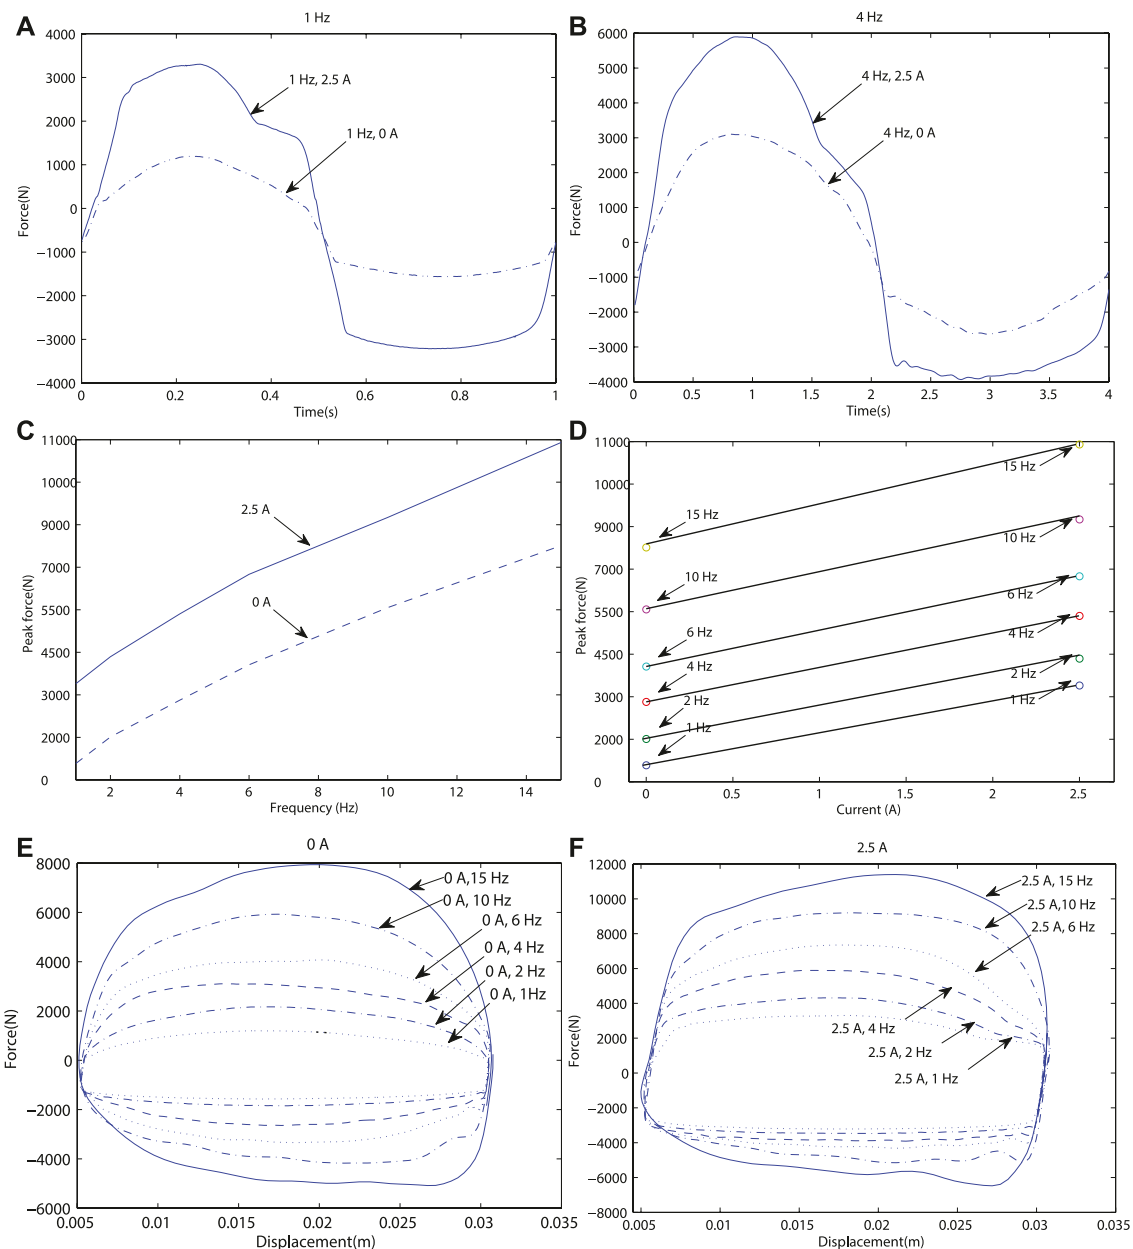 A
1 Hz
4000
3000
2000
1000
0
−1000
−2000
−3000
−4000
Force(N)
1 Hz, 2.5 A
1 Hz, 0 A
0
0.2
0.4
0.6
0.8
1
Time(s)
B
4 Hz
6000
5000
4000
3000
2000
1000
0
−1000
−2000
−3000
−4000
Force(N)
4 Hz, 2.5 A
4 Hz, 0 A
0
0.5
1
1.5
2
2.5
3
3.5
4
Time(s)
C
11000
10000
9000
7000
5500
4500
3000
2000
0
Peak force(N)
2.5 A
0 A
2
4
6
8
10
12
14
Frequency (Hz)
D
11000
10000
9000
7000
5500
4500
3000
2000
0
Peak force(N)
15 Hz
15 Hz
10 Hz
10 Hz
6 Hz
6 Hz
4 Hz
4 Hz
2 Hz
2 Hz
1 Hz
1 Hz
0
0.5
1
1.5
2
2.5
Current (A)
E
0 A
8000
6000
4000
2000
0
−2000
−4000
−6000
Force(N)
0 A,15 Hz
0 A, 10 Hz
0 A, 6 Hz
0 A, 4 Hz
0 A, 2 Hz
0 A, 1Hz
0.005
0.01
0.015
0.02
0.025
0.03
0.035
Displacement(m)
F
2.5 A
12000
10000
8000
6000
4000
2000
0
−2000
−4000
−6000
−8000
Force(N)
2.5 A, 15 Hz
2.5 A,10 Hz
2.5 A, 6 Hz
2.5 A, 4 Hz
2.5 A, 2 Hz
2.5 A, 1 Hz
0.005
0.01
0.015
0.02
0.025
0.03
0.035
Displacement(m)